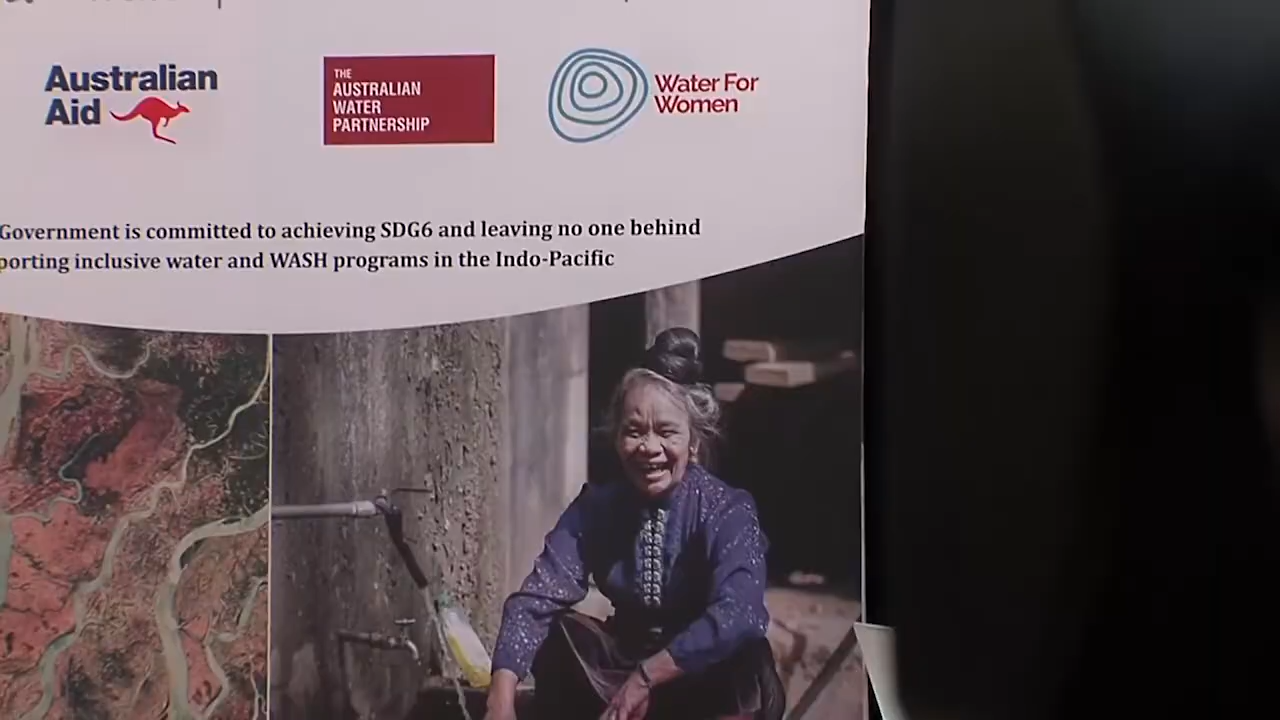 Australian
Aid
THE
AUSTRALIAN
WATER
PARTNERSHIP
Water For
Women
Government is committed to achieving SDG6 and leaving no one behind
porting inclusive water and WASH programs in the Indo-Pacific